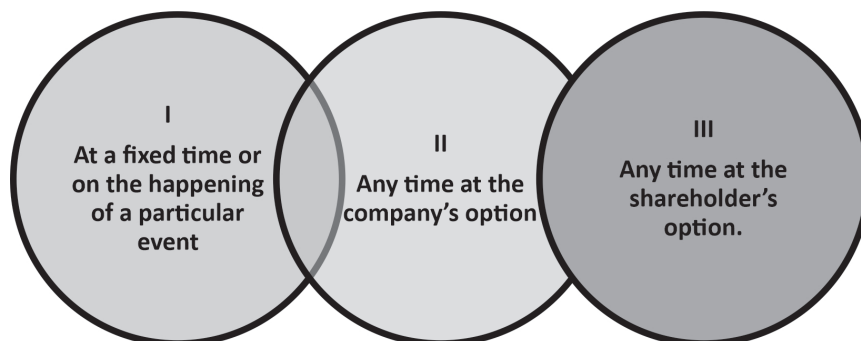 I
At a fixed time or
on the happening
of a particular
event
II
Any time at the
company’s option
III
Any time at the
shareholder’s
option.